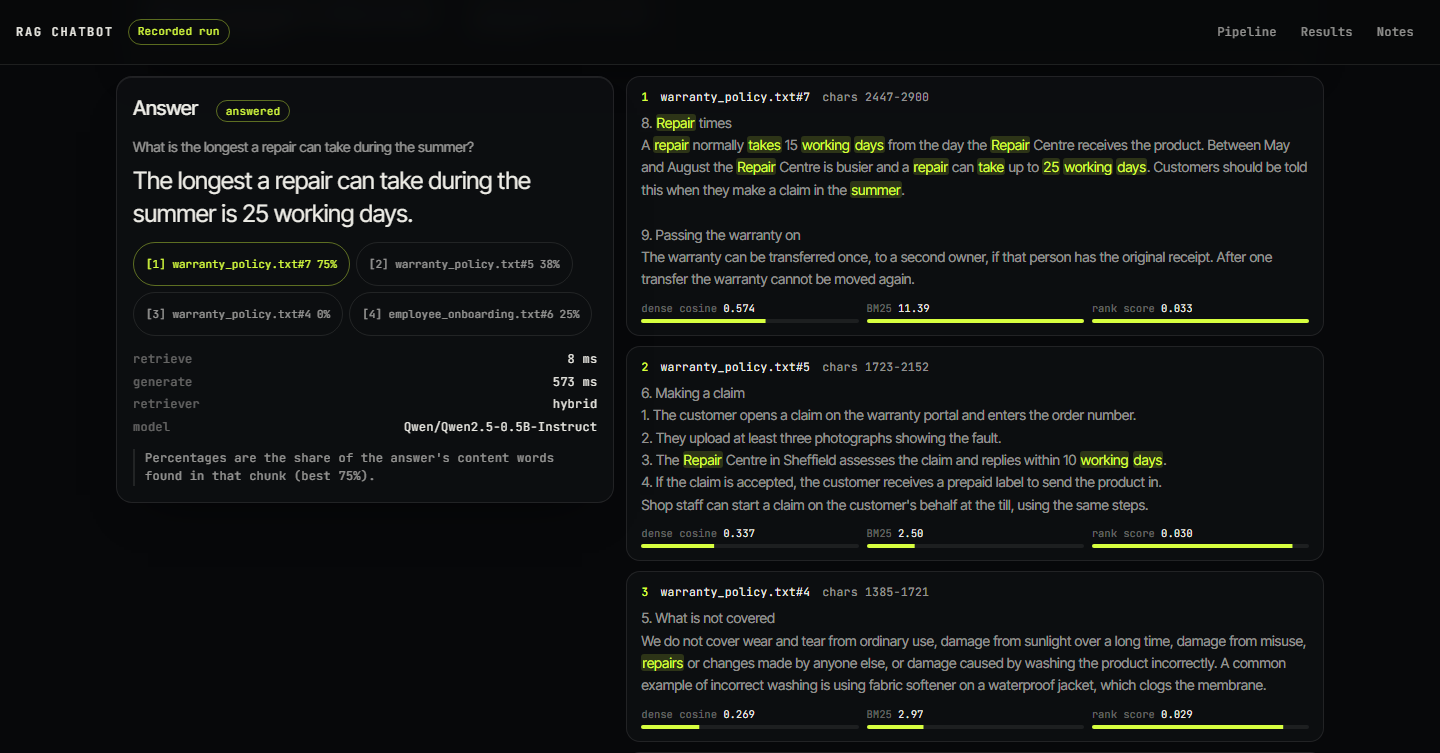 RAG CHATBOT Recorded run Pipeline Results Notes
Answer answered
What is the longest a repair can take during the summer?
The longest a repair can take during the
summer is 25 working days.
[1] warranty_policy.txt#7 75% [2] warranty_policy.txt#5 38%
[3] warranty_policy.txt#4 0% [4] employee_onboarding.txt#6 25%
retrieve 8 ms
generate 573 ms
retriever hybrid
model Qwen/Qwen2.5-0.5B-Instruct
Percentages are the share of the answer's content words
found in that chunk (best 75%).
1 warranty_policy.txt#7 chars 2447-2900
8. Repair times
A repair normally takes 15 working days from the day the Repair Centre receives the product. Between May
and August the Repair Centre is busier and a repair can take up to 25 working days. Customers should be told
this when they make a claim in the summer.
9. Passing the warranty on
The warranty can be transferred once, to a second owner, if that person has the original receipt. After one
transfer the warranty cannot be moved again.
dense cosine 0.574 BM25 11.39 rank score 0.033
2 warranty_policy.txt#5 chars 1723-2152
6. Making a claim
1. The customer opens a claim on the warranty portal and enters the order number.
2. They upload at least three photographs showing the fault.
3. The Repair Centre in Sheffield assesses the claim and replies within 10 working days.
4. If the claim is accepted, the customer receives a prepaid label to send the product in.
Shop staff can start a claim on the customer's behalf at the till, using the same steps.
dense cosine 0.337 BM25 2.50 rank score 0.030
3 warranty_policy.txt#4 chars 1385-1721
5. What is not covered
We do not cover wear and tear from ordinary use, damage from sunlight over a long time, damage from misuse,
repairs or changes made by anyone else, or damage caused by washing the product incorrectly. A common
example of incorrect washing is using fabric softener on a waterproof jacket, which clogs the membrane.
dense cosine 0.269 BM25 2.97 rank score 0.029